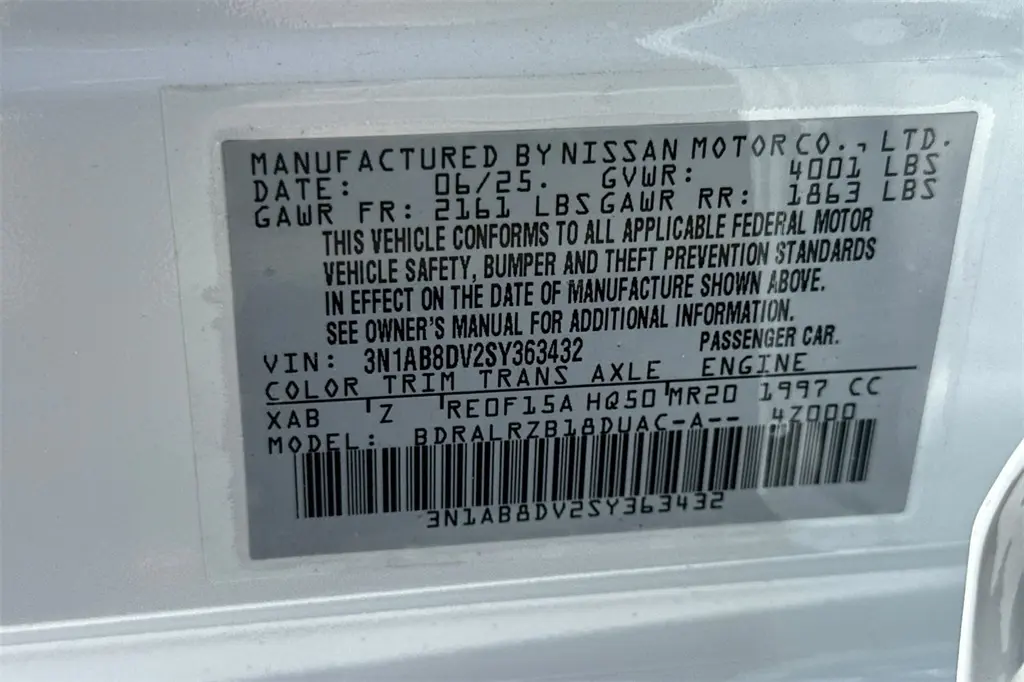 MANUFACTURED BY NISSAN MOTOR CO., LTD.
DATE: 06/25. GVWR: 4001 LBS
GAWR FR: 2161 LBS GAWR RR: 1863 LBS
THIS VEHICLE CONFORMS TO ALL APPLICABLE FEDERAL MOTOR
VEHICLE SAFETY, BUMPER AND THEFT PREVENTION STANDARDS
IN EFFECT ON THE DATE OF MANUFACTURE SHOWN ABOVE.
SEE OWNER'S MANUAL FOR ADDITIONAL INFORMATION.
VIN: 3N1AB8DV2SY363432 PASSENGER CAR.
COLOR TRIM TRANS AXLE ENGINE
XAB Z RE0F15A HQ50 MR20 1997 CC
MODEL: BDRALRZB18DUAC-A-- 4Z000
3N1AB8DV2SY363432